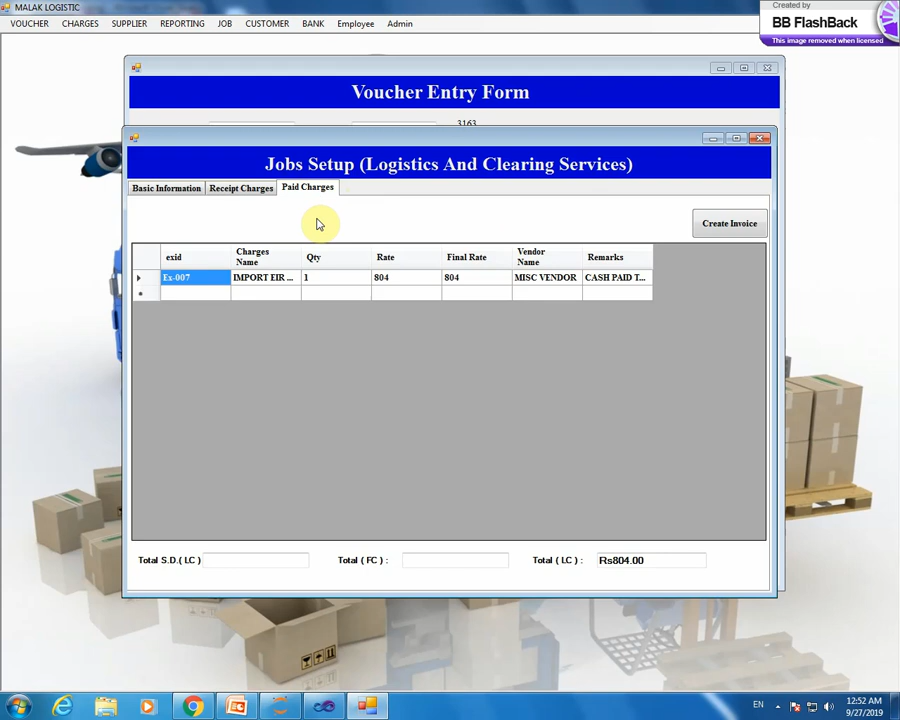 MALAK LOGISTIC
Created by
BB FlashBack
This image removed when licensed
VOUCHER CHARGES SUPPLIER REPORTING JOB CUSTOMER BANK Employee Admin
Voucher Entry Form
3163
Jobs Setup (Logistics And Clearing Services)
Basic Information Receipt Charges Paid Charges
Create Invoice
exid Charges Name Qty Rate Final Rate Vendor Name Remarks
Ex-007 IMPORT EIR ... 1 804 804 MISC VENDOR CASH PAID T...
Total S.D.( LC ) Total ( FC ) : Total ( LC ) : Rs804.00
EN 12:52 AM
9/27/2019